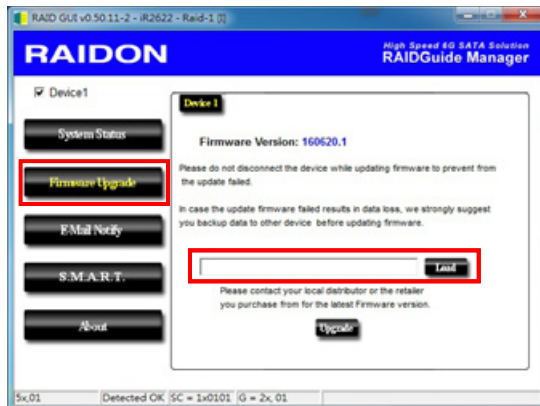 RAID GUI v0.50.11-2 - iR2622 - Raid-1 []
RAIDON
High Speed 6G SATA Solution
RAIDGuide Manager
Device1
System Status
Firmware Upgrade
E-Mail Notify
S.M.A.R.T.
About
Device 1
Firmware Version: 160620.1
Please do not disconnect the device while updating firmware to prevent from
the update failed.
In case the update firmware failed results in data loss, we strongly suggest
you backup data to other device before updating firmware.
Load
Please contact your local distributor or the retailer
you purchase from for the latest Firmware version.
Upgrade
5x,01 Detected OK SC = 1x0101 G = 2x, 01